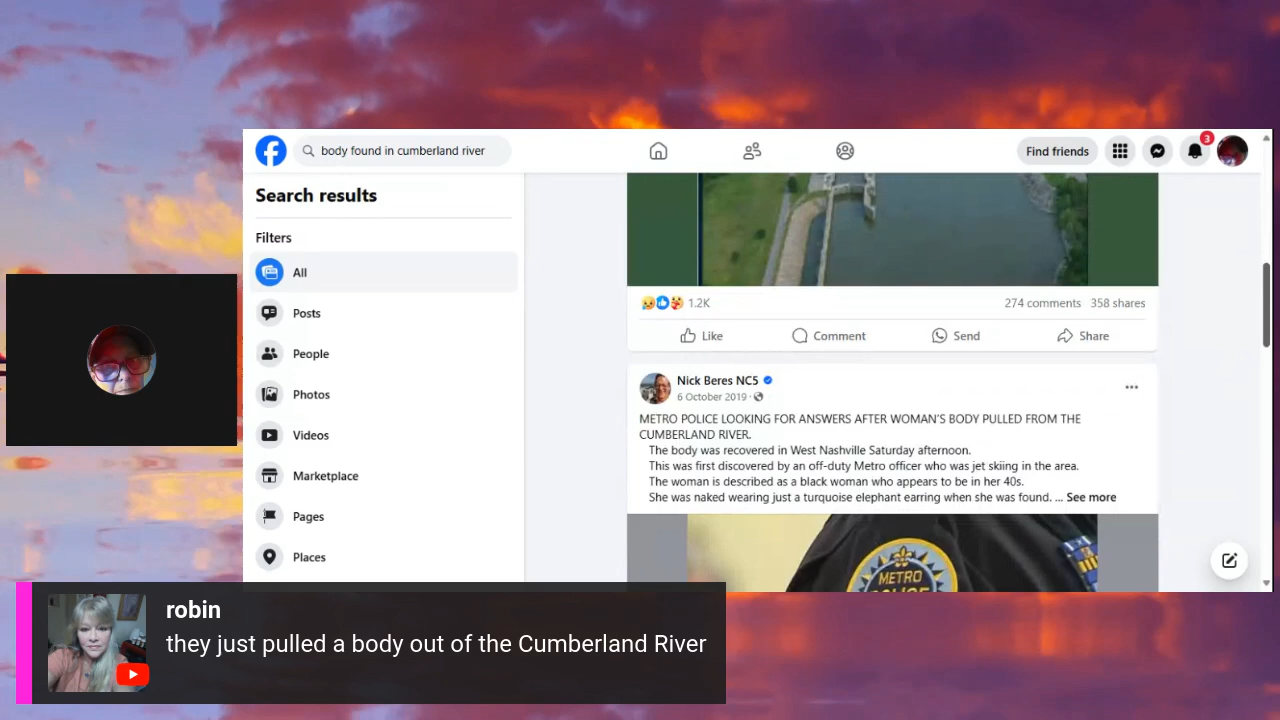 body found in cumberland river
Find friends
3
Search results
Filters
All
Posts
People
Photos
Videos
Marketplace
Pages
Places
1.2K
274 comments 358 shares
Like
Comment
Send
Share
Nick Beres NC5
6 October 2019 ·
METRO POLICE LOOKING FOR ANSWERS AFTER WOMAN'S BODY PULLED FROM THE
CUMBERLAND RIVER.
The body was recovered in West Nashville Saturday afternoon.
This was first discovered by an off-duty Metro officer who was jet skiing in the area.
The woman is described as a black woman who appears to be in her 40s.
She was naked wearing just a turquoise elephant earring when she was found. ... See more
METRO
robin
they just pulled a body out of the Cumberland River